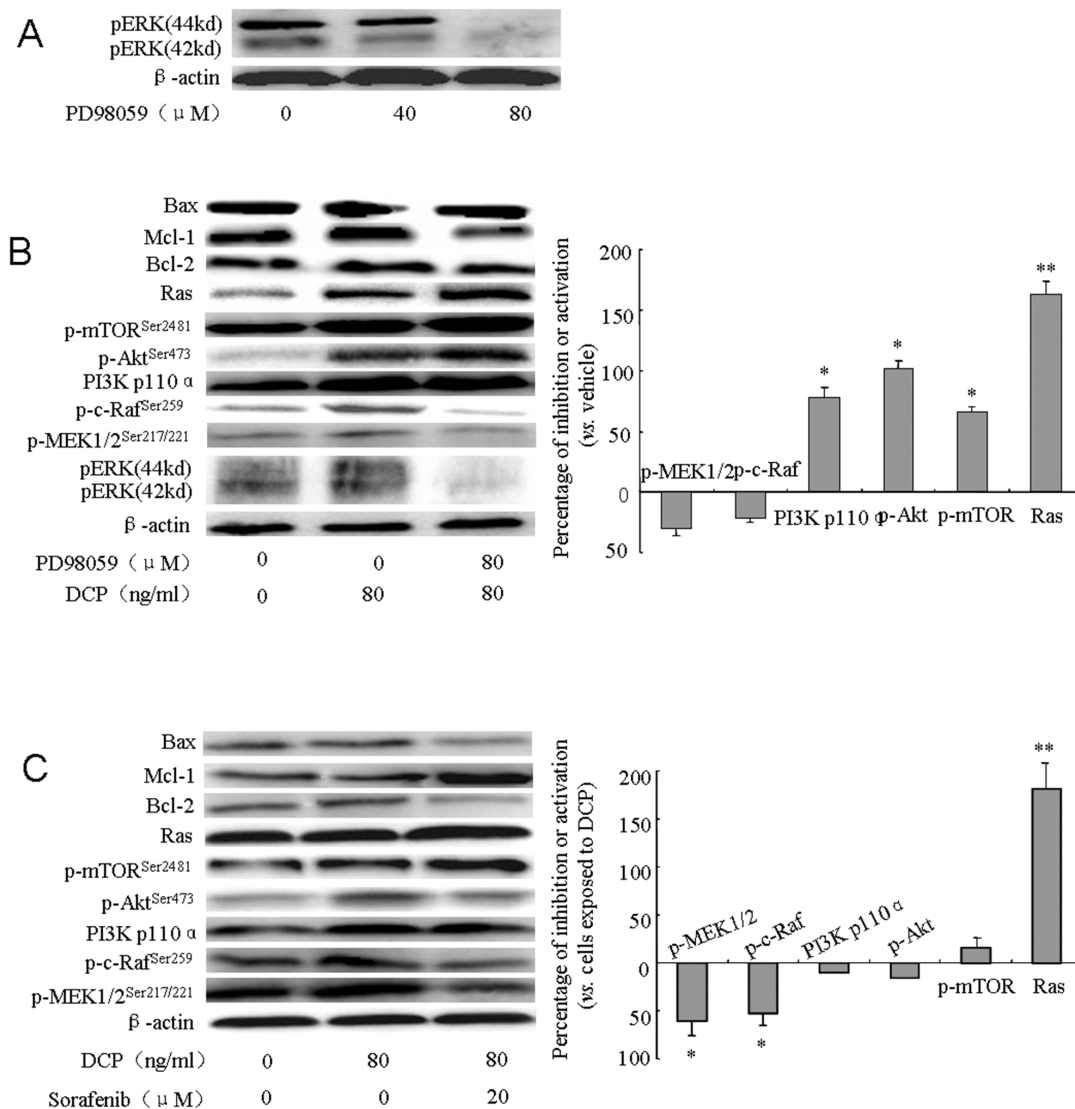 A
pERK(44kd)
pERK(42kd)
β-actin
PD98059（μM） 0 40 80
B
Bax
Mcl-1
Bcl-2
Ras
p-mTORSer2481
p-AktSer473
PI3K p110α
p-c-RafSer259
p-MEK1/2Ser217/221
pERK(44kd)
pERK(42kd)
β-actin
PD98059（μM） 0 0 80
DCP（ng/ml） 0 80 80
Percentage of inhibition or activation
(vs. vehicle)
200
150
100
50
0
50
p-MEK1/2 p-c-Raf
PI3K p110 p-Akt p-mTOR Ras
* * * **
C
Bax
Mcl-1
Bcl-2
Ras
p-mTORSer2481
p-AktSer473
PI3K p110α
p-c-RafSer259
p-MEK1/2Ser217/221
β-actin
DCP（ng/ml） 0 80 80
Sorafenib（μM） 0 0 20
Percentage of inhibition or activation
(vs. cells exposed to DCP)
200
150
100
50
0
50
100
p-MEK1/2 p-c-Raf PI3K p110α p-Akt
p-mTOR Ras
* * **